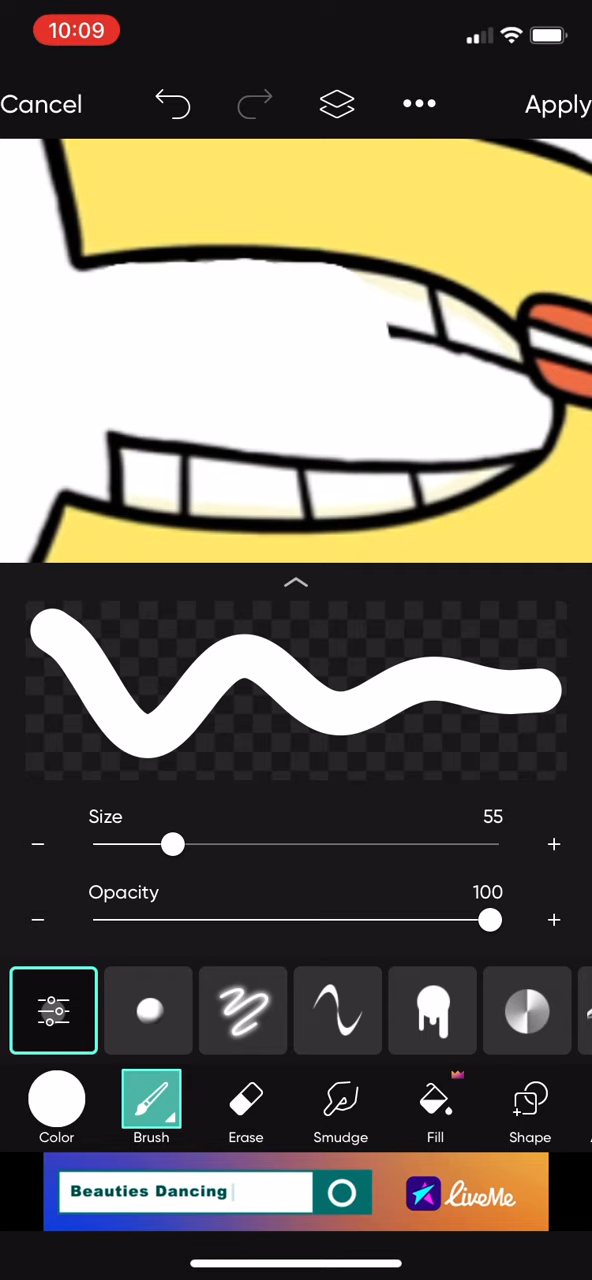 10:09
Cancel
Apply
Size 55
Opacity 100
Color Brush Erase Smudge Fill Shape
Beauties Dancing
LiveMe